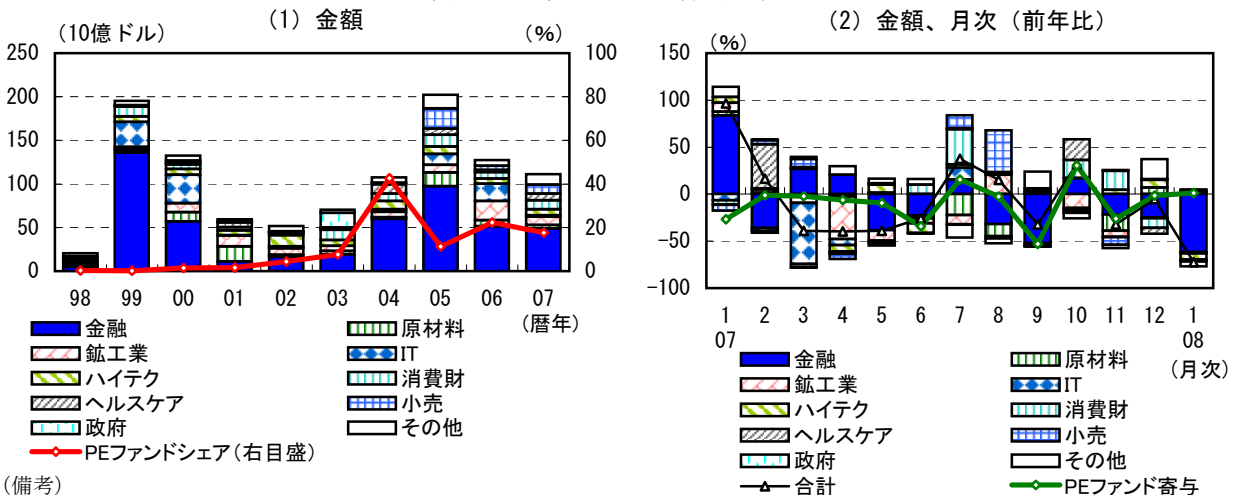 (1) 金額
(10億ドル)
(%)
250
200
150
100
50
0
100
80
60
40
20
0
98 99 00 01 02 03 04 05 06 07
(暦年)
金融
原材料
鉱工業
IT
ハイテク
消費財
ヘルスケア
小売
政府
その他
PEファンドシェア(右目盛)
(備考)
(2) 金額、月次 (前年比)
(%)
150
100
50
0
-50
-100
1 2 3 4 5 6 7 8 9 10 11 12 1
07 08
(月次)
金融
原材料
鉱工業
IT
ハイテク
消費財
ヘルスケア
小売
政府
その他
合計
PEファンド寄与